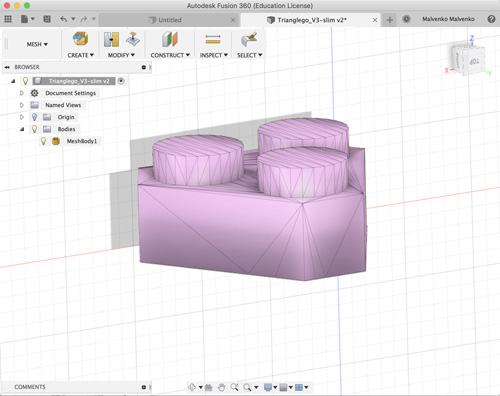 Autodesk Fusion 360 (Education License)
Untitled
Trianglego_V3-slim v2*
Malvenko Malvenko
MESH
CREATE
MODIFY
CONSTRUCT
INSPECT
SELECT
BROWSER
Trianglego_V3-slim v2
Document Settings
Named Views
Origin
Bodies
MeshBody1
Z
TOP
X
Y
COMMENTS